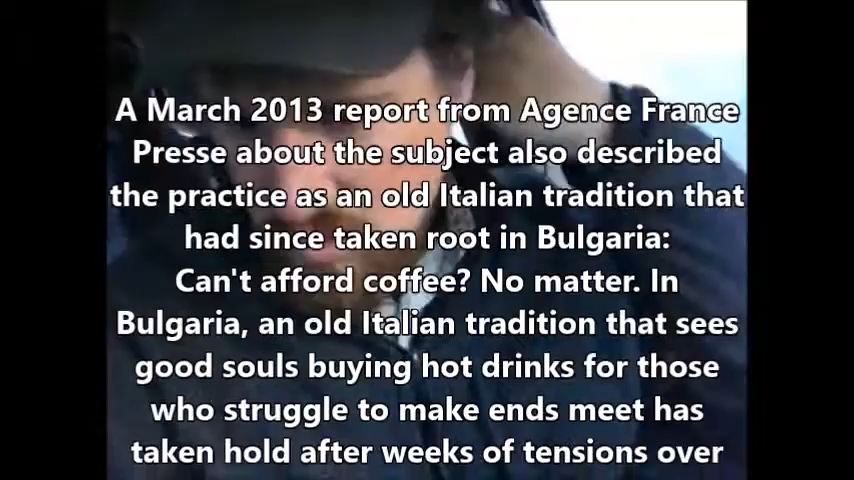 A March 2013 report from Agence France
Presse about the subject also described
the practice as an old Italian tradition that
had since taken root in Bulgaria:
Can't afford coffee? No matter. In
Bulgaria, an old Italian tradition that sees
good souls buying hot drinks for those
who struggle to make ends meet has
taken hold after weeks of tensions over